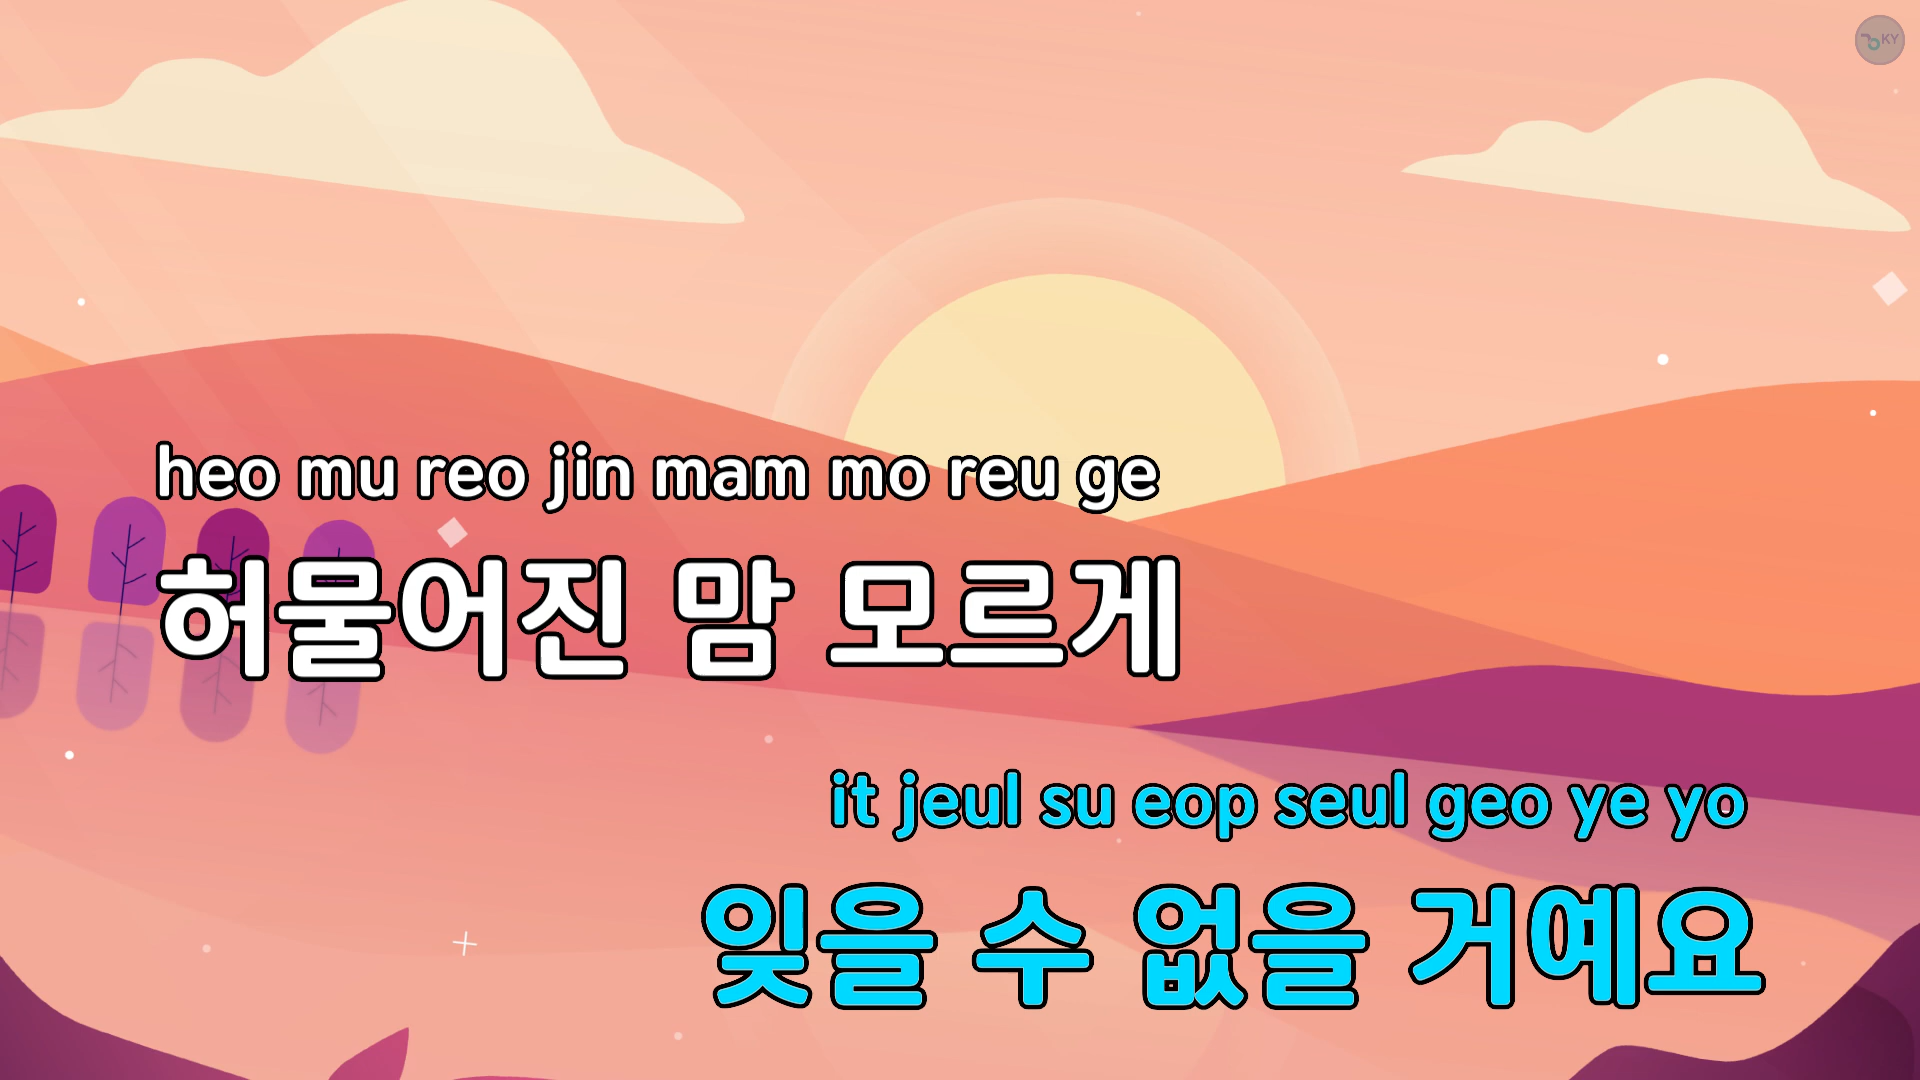 KY
heo mu reo jin mam mo reu ge
허물어진 맘 모르게
it jeul su eop seul geo ye yo
잊을 수 없을 거예요